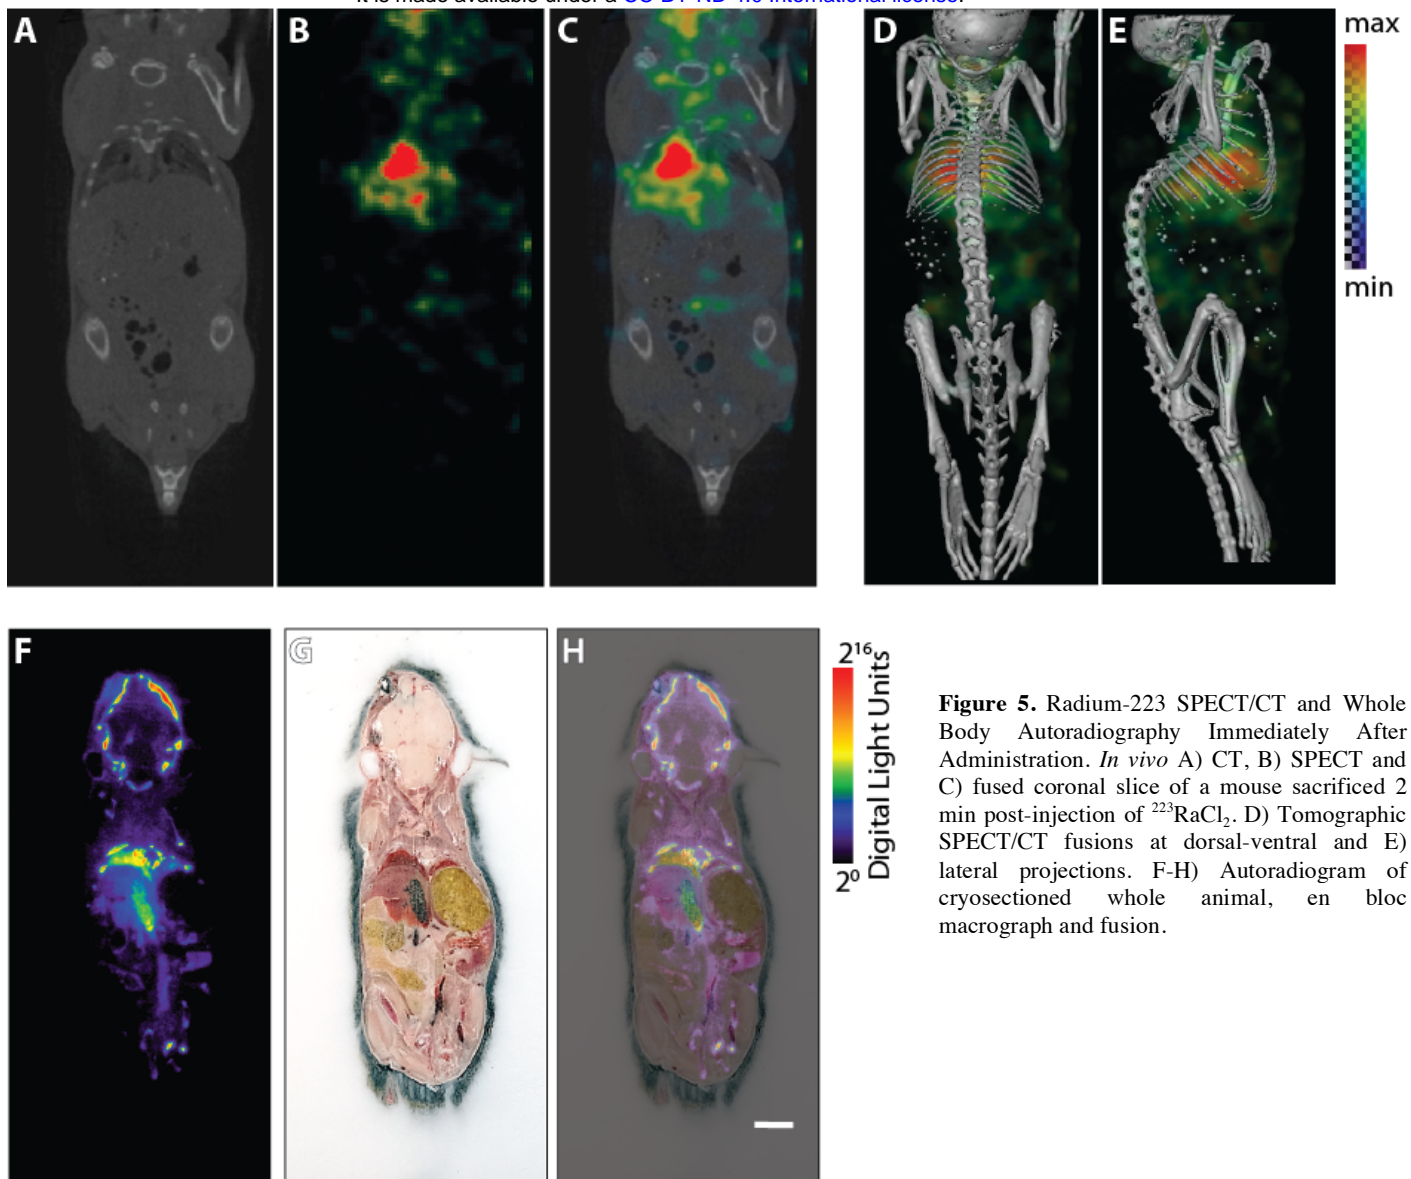 A
B
C
D
E
max
min
F
G
H
2¹⁶
Digital Light Units
2⁰
Figure 5. Radium-223 SPECT/CT and Whole
Body Autoradiography Immediately After
Administration. In vivo A) CT, B) SPECT and
C) fused coronal slice of a mouse sacrificed 2
min post-injection of ²²³RaCl₂. D) Tomographic
SPECT/CT fusions at dorsal-ventral and E)
lateral projections. F-H) Autoradiogram of
cryosectioned whole animal, en bloc
macrograph and fusion.